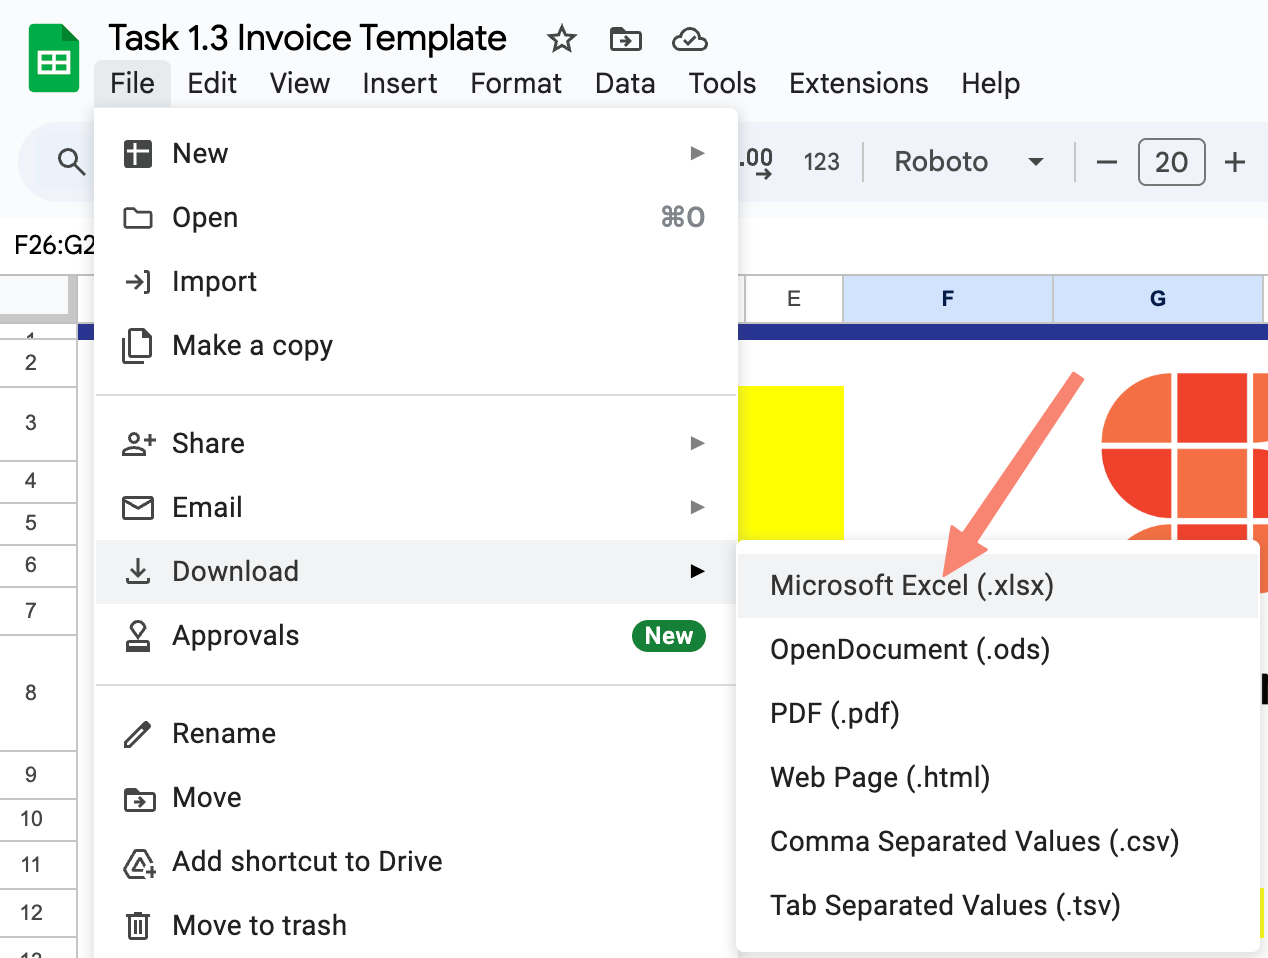 Task 1.3 Invoice Template
File Edit View Insert Format Data Tools Extensions Help
.00 123 Roboto 20
F26:G2
E F G
New
Open ⌘O
Import
Make a copy
Share
Email
Download
Approvals New
Rename
Move
Add shortcut to Drive
Move to trash
Microsoft Excel (.xlsx)
OpenDocument (.ods)
PDF (.pdf)
Web Page (.html)
Comma Separated Values (.csv)
Tab Separated Values (.tsv)
2
3
4
5
6
7
8
9
10
11
12